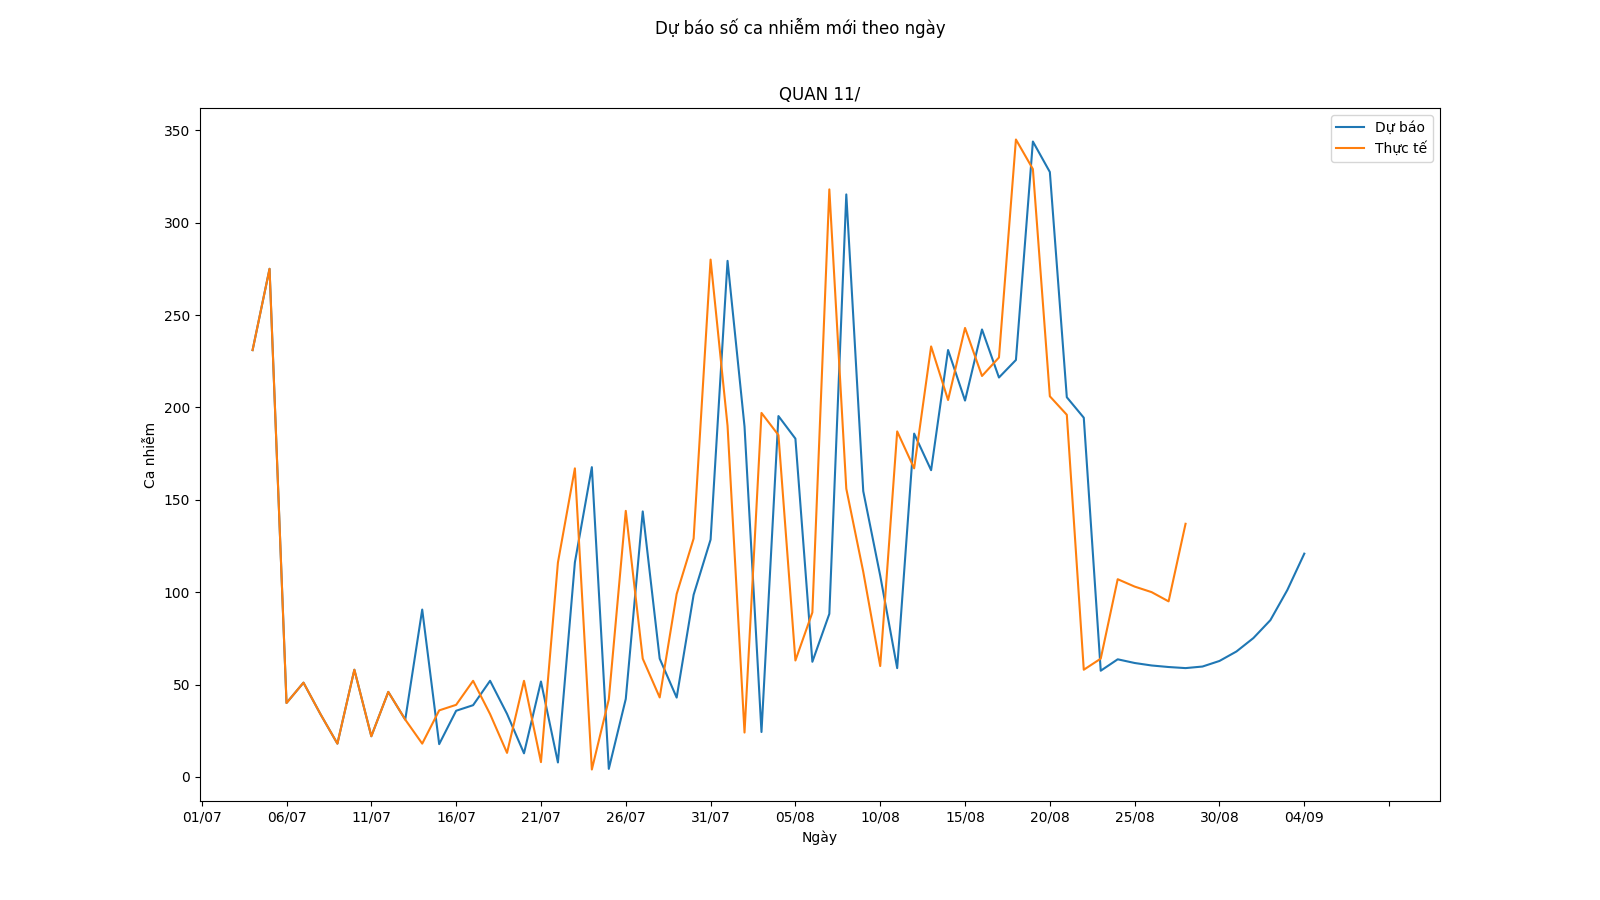 Dự báo số ca nhiễm mới theo ngày
QUAN 11/
Dự báo
Thực tế
Ca nhiễm
350
300
250
200
150
100
50
0
01/07 06/07 11/07 16/07 21/07 26/07 31/07 05/08 10/08 15/08 20/08 25/08 30/08 04/09
Ngày